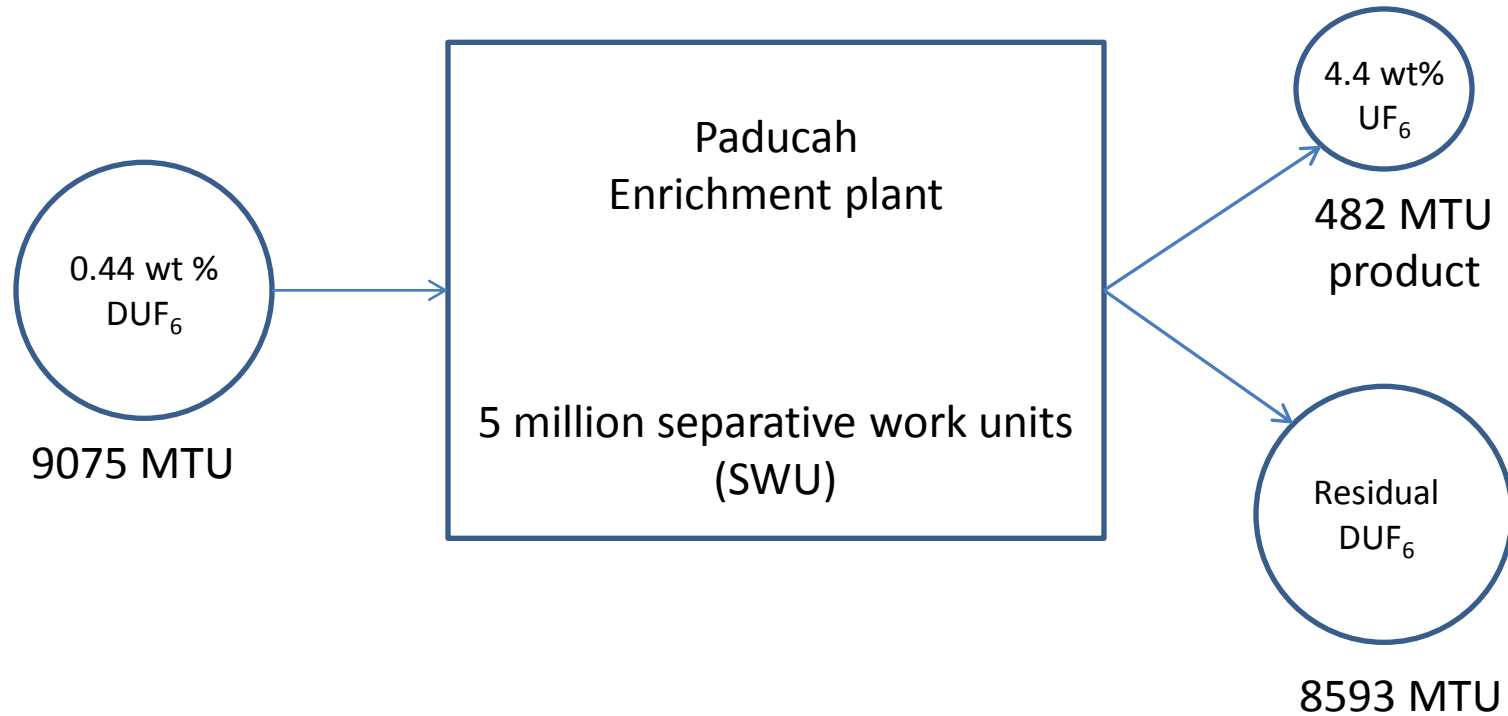 0.44 wt %
DUF₆
9075 MTU
Paducah
Enrichment plant
5 million separative work units
(SWU)
4.4 wt%
UF₆
482 MTU
product
Residual
DUF₆
8593 MTU